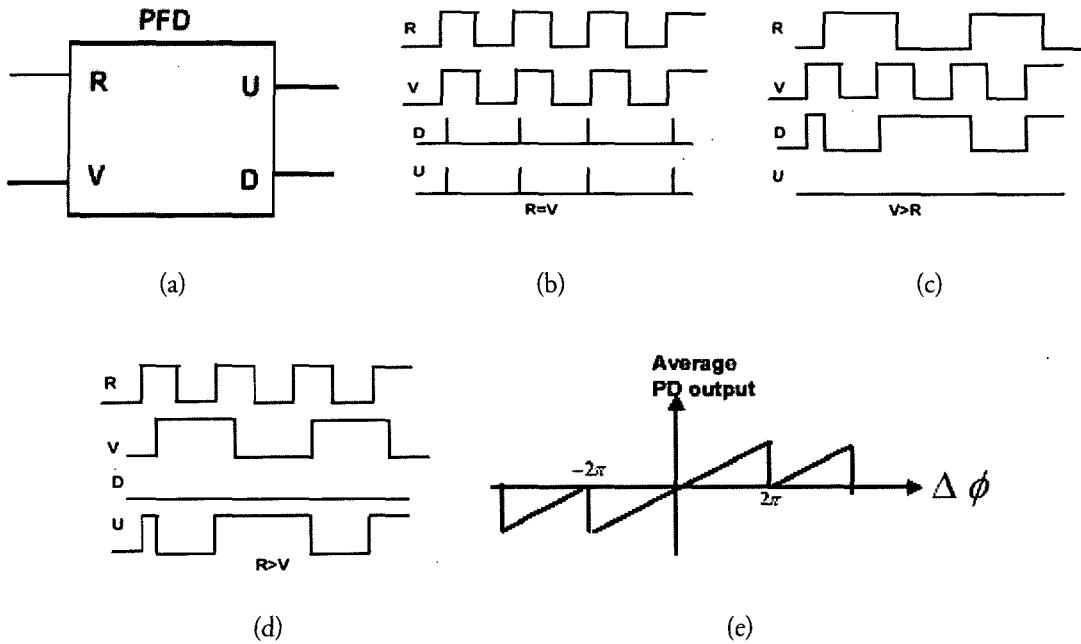 PFD
R U
V D
(a)
R
V
D
U
R=V
(b)
R
V
D
U
V>R
(c)
R
V
D
U
R>V
(d)
Average
PD output
−2π
2π
Δ ϕ
(e)